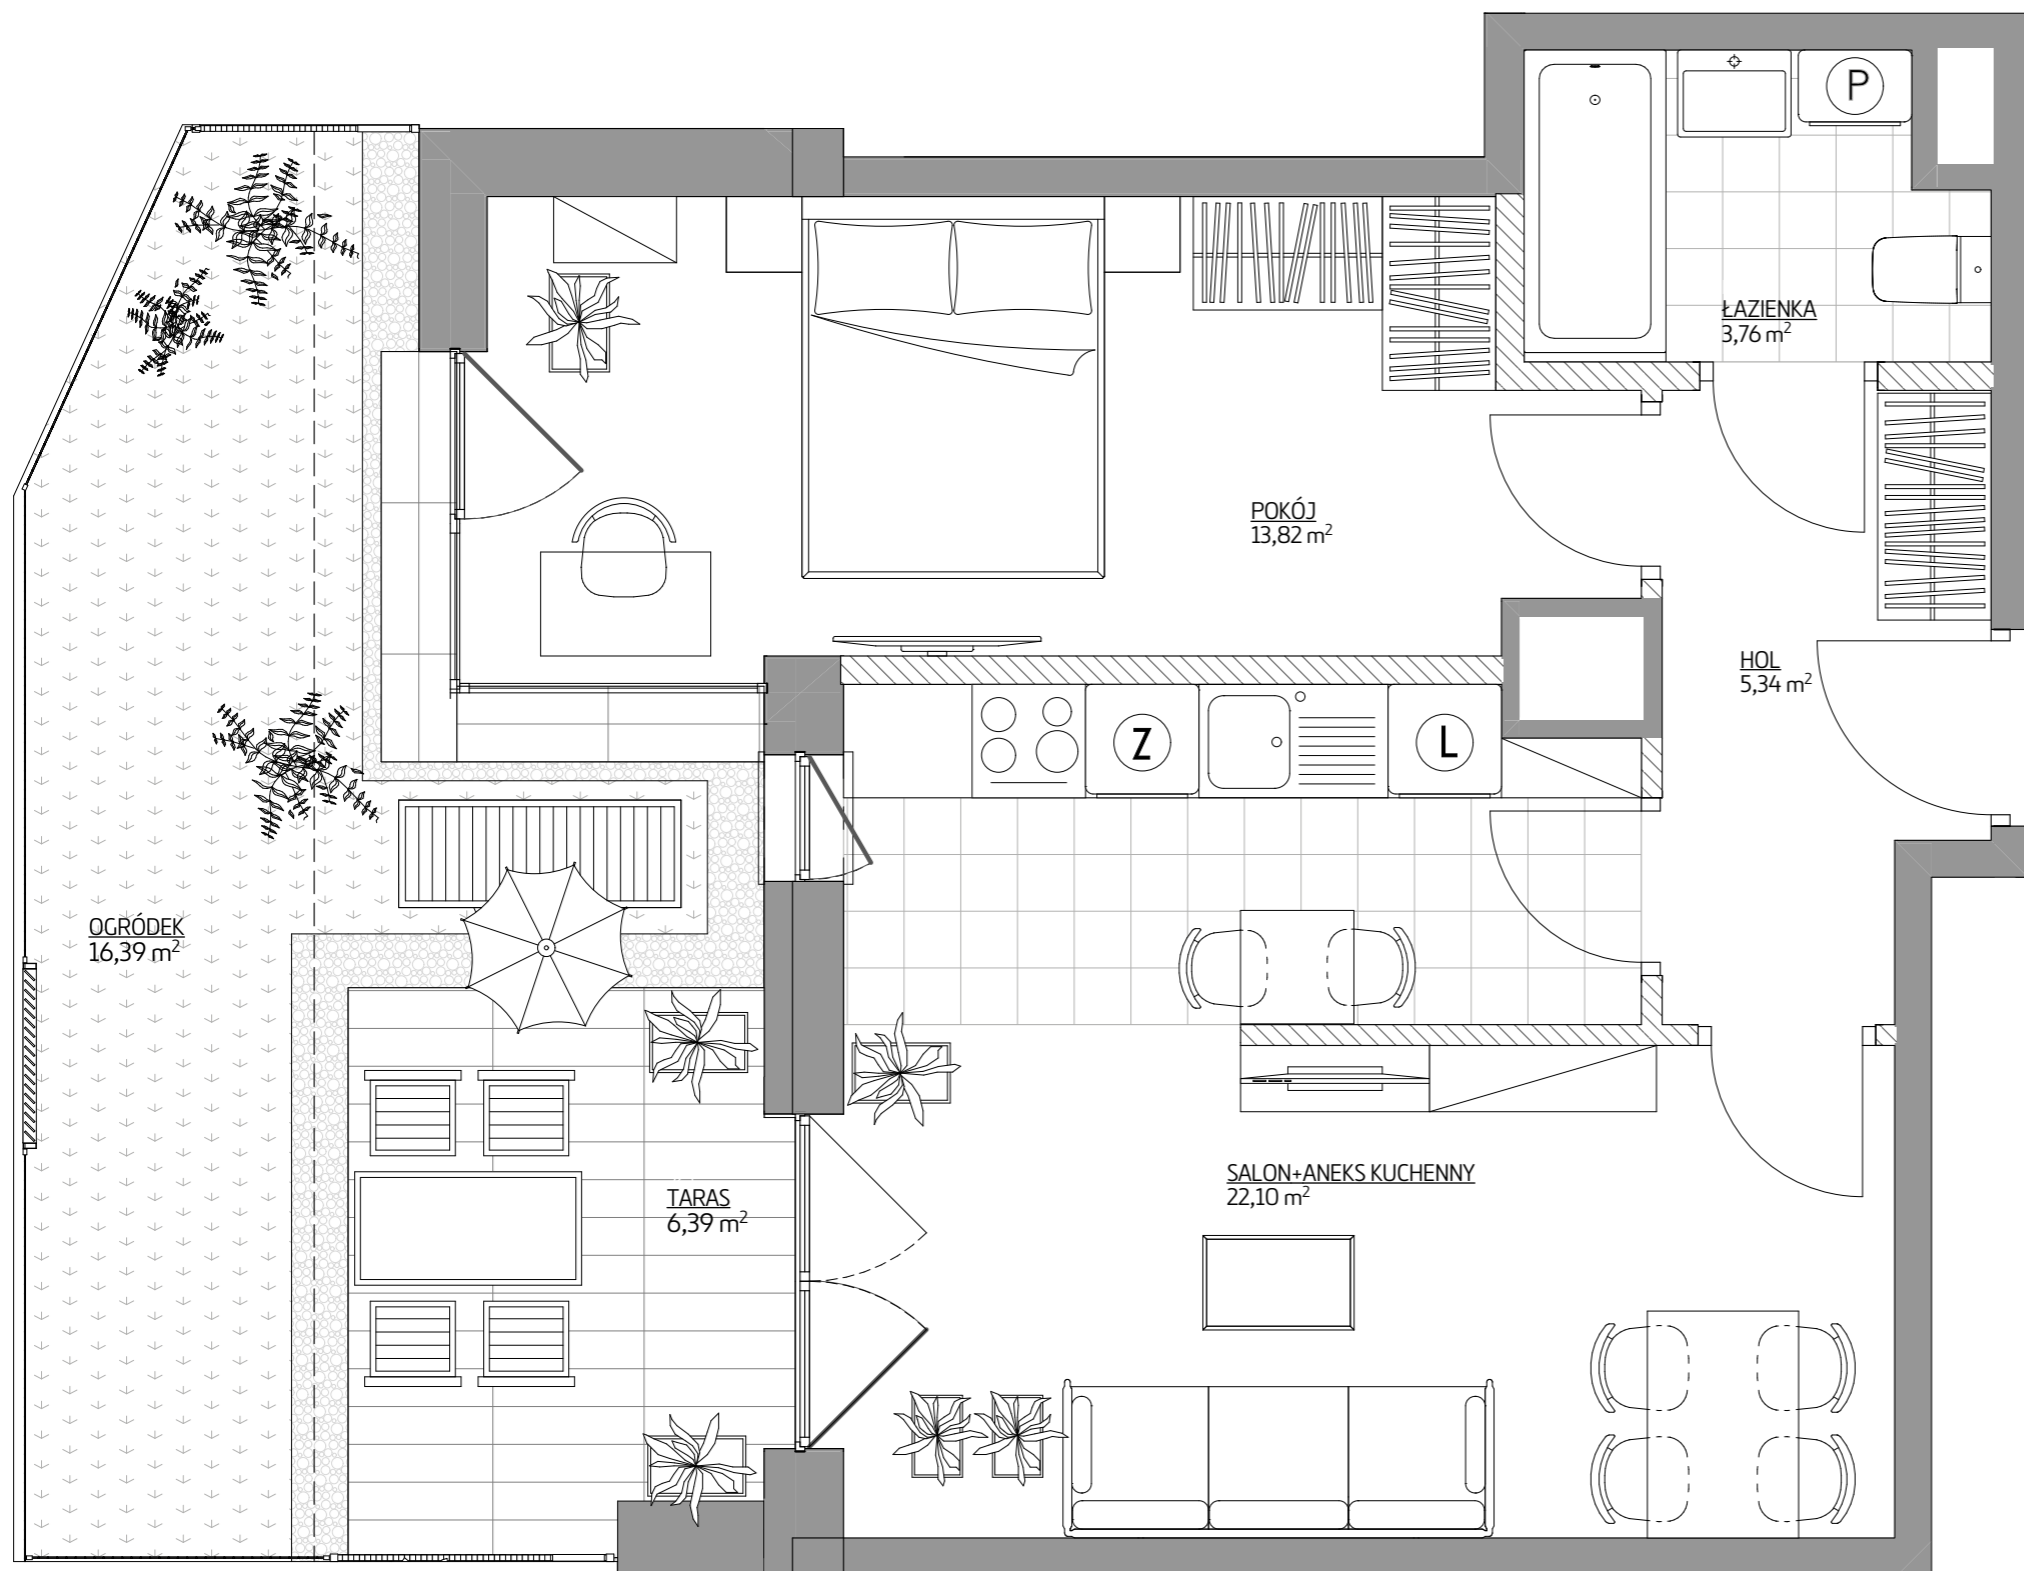 P
ŁAZIENKA
3,76 m²
POKÓJ
13,82 m²
HOL
5,34 m²
Z
L
OGRÓDEK
16,39 m²
TARAS
6,39 m²
SALON+ANEKS KUCHENNY
22,10 m²